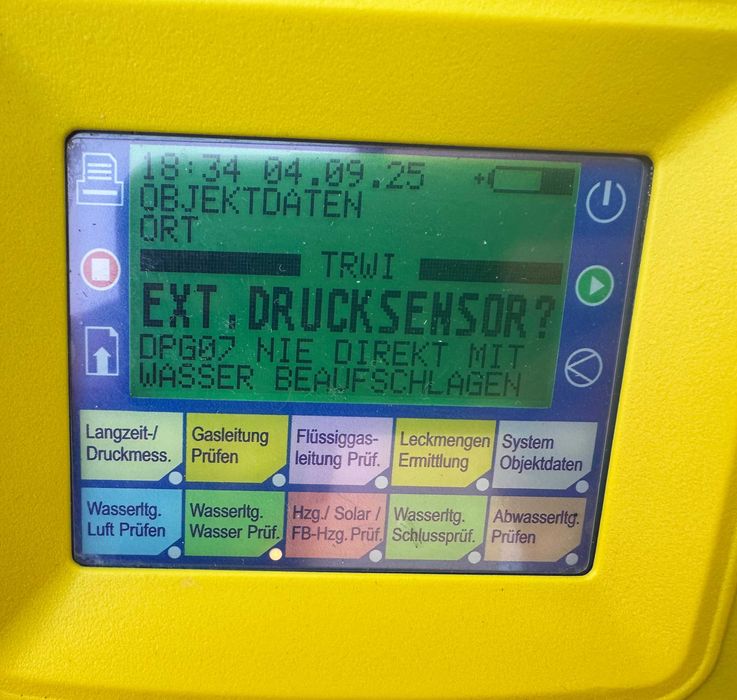 18:34 04.09.25
OBJEKTDATEN
ORT
TRWI
EXT.DRUCKSENSOR?
DPG07 NIE DIREKT MIT
WASSER BEAUFSCHLAGEN
Langzeit-/
Druckmess.
Gasleitung
Prüfen
Flüssiggas-
leitung Prüf.
Leckmengen
Ermittlung
System
Objektdaten
Wasserltg.
Luft Prüfen
Wasserltg.
Wasser Prüf.
Hzg./ Solar /
FB-Hzg. Prüf.
Wasserltg.
Schlussprüf.
Abwasserltg.
Prüfen